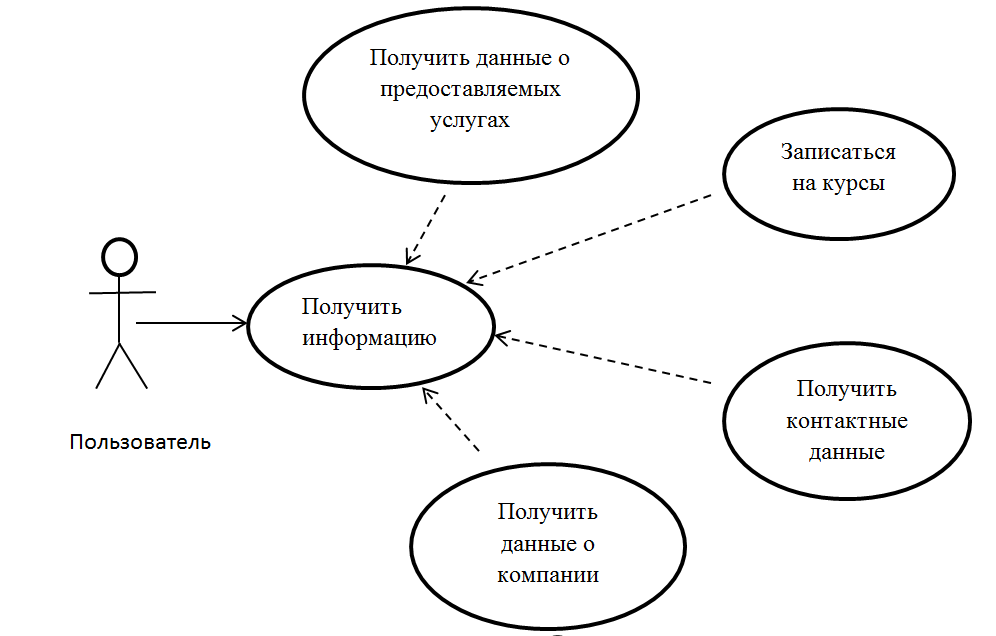 Получить данные о
предоставляемых
услугах
Записаться
на курсы
Получить
информацию
Получить
контактные
данные
Пользователь
Получить
данные о
компании